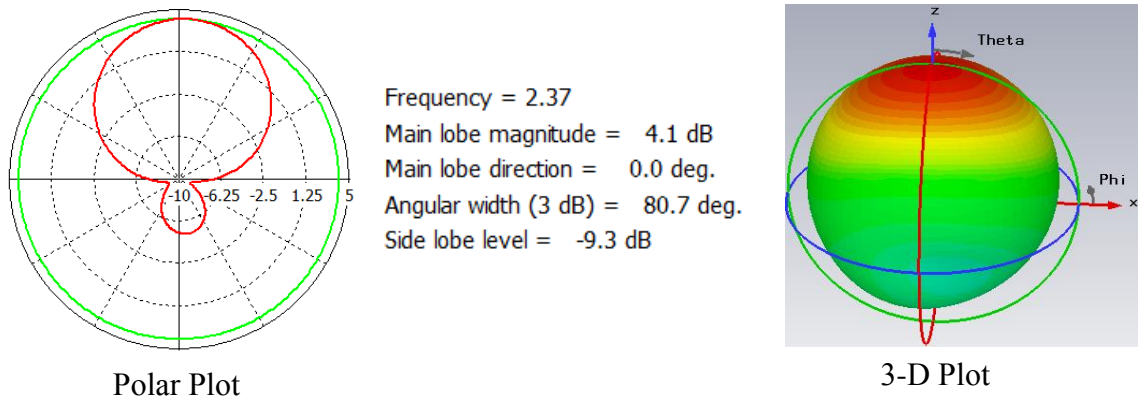 -10 -6.25 -2.5 1.25 5
Polar Plot
Frequency = 2.37
Main lobe magnitude = 4.1 dB
Main lobe direction = 0.0 deg.
Angular width (3 dB) = 80.7 deg.
Side lobe level = -9.3 dB
z
Theta
Phi
x
3-D Plot